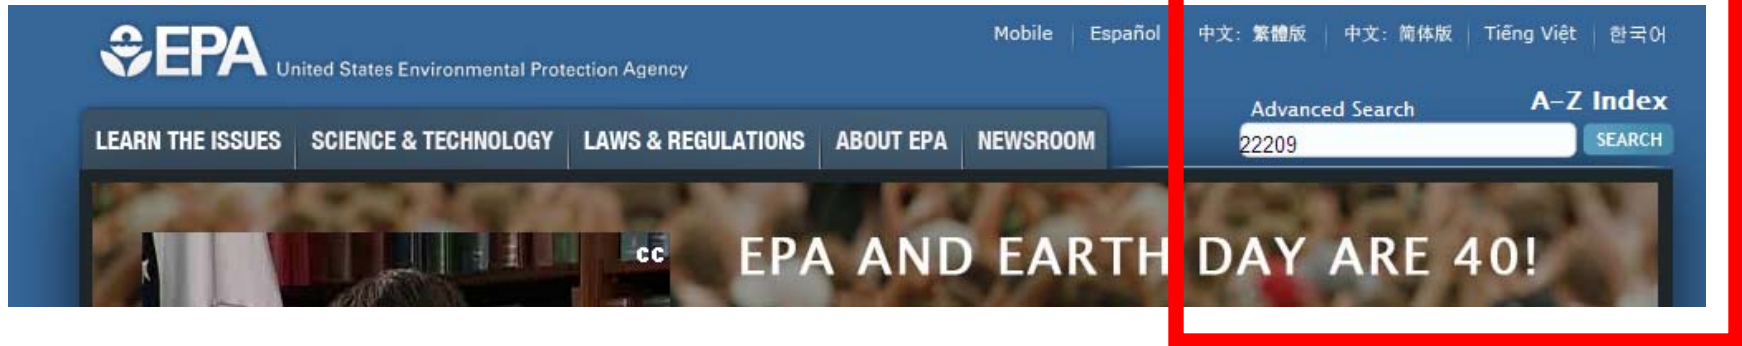 Mobile Español 中文: 繁體版 中文: 简体版 Tiếng Việt 한국어
EPA United States Environmental Protection Agency
Advanced Search A-Z Index
LEARN THE ISSUES SCIENCE & TECHNOLOGY LAWS & REGULATIONS ABOUT EPA NEWSROOM 22209 SEARCH
cc EPA AND EARTH DAY ARE 40!